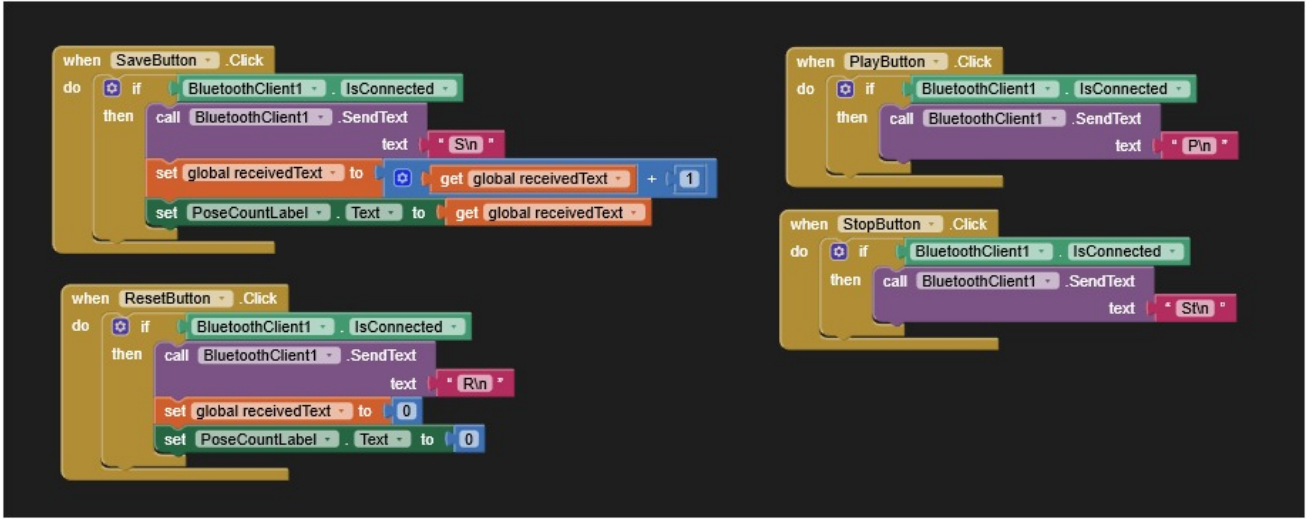 when SaveButton .Click
do if BluetoothClient1 . IsConnected
then call BluetoothClient1 .SendText
text " S\n "
set global receivedText to get global receivedText + 1
set PoseCountLabel . Text to get global receivedText
when ResetButton .Click
do if BluetoothClient1 . IsConnected
then call BluetoothClient1 .SendText
text " R\n "
set global receivedText to 0
set PoseCountLabel . Text to 0
when PlayButton .Click
do if BluetoothClient1 . IsConnected
then call BluetoothClient1 .SendText
text " P\n "
when StopButton .Click
do if BluetoothClient1 . IsConnected
then call BluetoothClient1 .SendText
text " St\n "